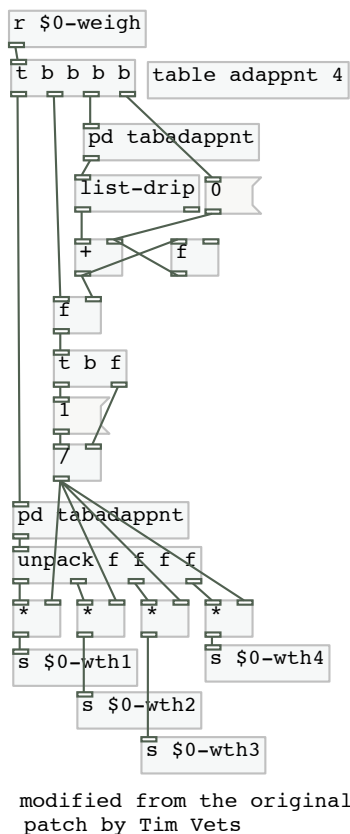 r $0-weigh
t b b b b
table adappnt 4
pd tabadappnt
list-drip
0
+
f
f
t b f
1
/
pd tabadappnt
unpack f f f f
*
*
*
*
s $0-wth1
s $0-wth4
s $0-wth2
s $0-wth3
modified from the original
patch by Tim Vets